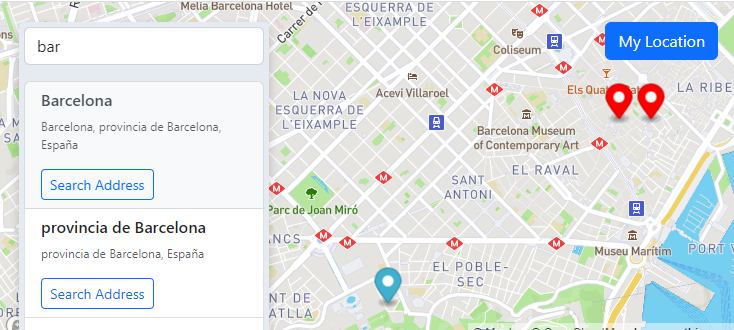 bar
Barcelona
Barcelona, provincia de Barcelona,
España
Search Address
provincia de Barcelona
provincia de Barcelona, España
Search Address
My Location
Melia Barcelona Hotel
Carrer de
ESQUERRA DE
L'EIXAMPLE
Coliseum
Acevi Villaroel
LA NOVA
ESQUERRA DE
L'EIXAMPLE
Els Quat
LA RIBE
Barcelona Museum
of Contemporary Art
EL RAVAL
SANT
ANTONI
Parc de Joan Miró
ANCS
EL POBLE-
SEC
Museu Marítim
PORT V
NT DE
ATALLA
M
M
M
M
M
M
M
M
M
M
M
M